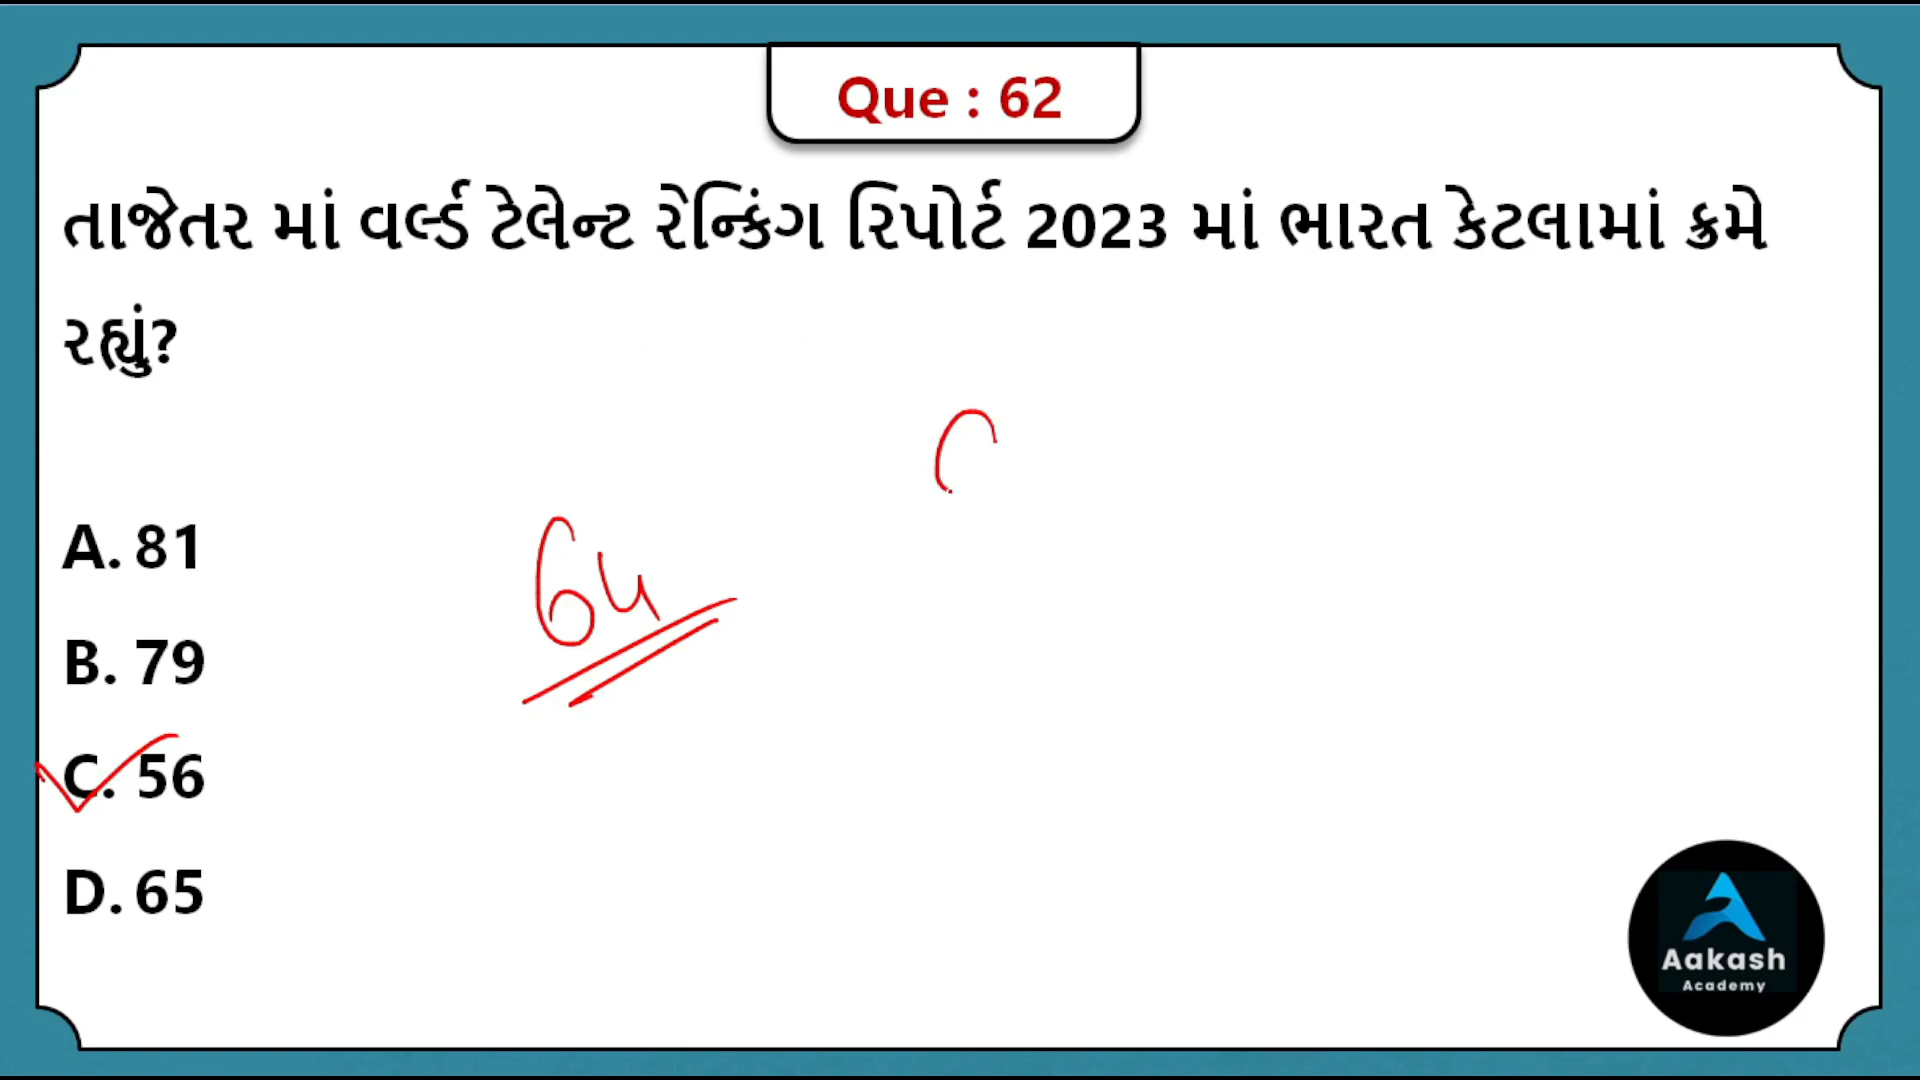 Que : 62
તાજેતર માં વર્લ્ડ ટેલેન્ટ રેન્કિંગ રિપોર્ટ 2023 માં ભારત કેટલામાં ક્રમે
રહ્યું?
A. 81
64
B. 79
C. 56
D. 65
Aakash
Academy